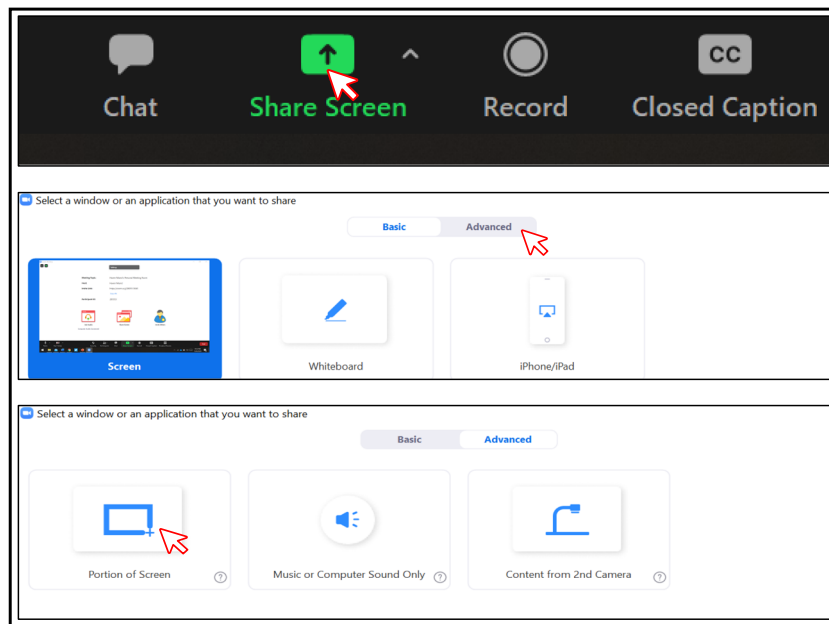 CC
Chat Share Screen Record Closed Caption
Select a window or an application that you want to share
Basic Advanced
Screen Whiteboard iPhone/iPad
Select a window or an application that you want to share
Basic Advanced
Portion of Screen ? Music or Computer Sound Only ? Content from 2nd Camera ?